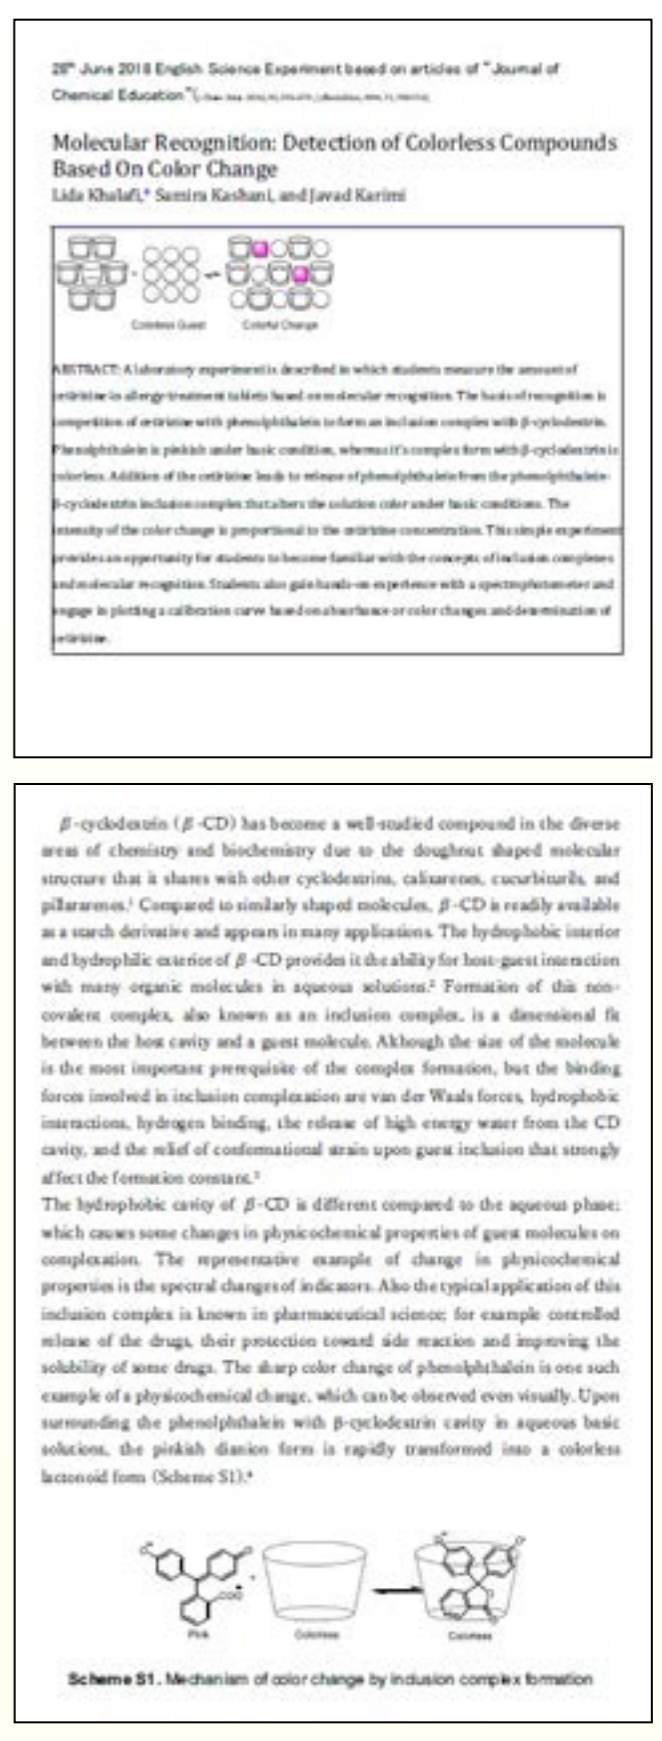 28th June 2018 English Science Experiment based on articles of "Journal of
Chemical Education"(
Molecular Recognition: Detection of Colorless Compounds
Based On Color Change
Lida Khalafi,* Samira Kashani, and Javad Karimi
Colorless Guest
Colorful Change
ABSTRACT: A laboratory experiment is described in which students measure the amount of
cetirizine in allergy-treatment tablets based on molecular recognition. The basis of recognition is
competition of cetirizine with phenolphthalein to form an inclusion complex with β-cyclodextrin.
Phenolphthalein is pinkish under basic condition, whereas it's complex form with β-cyclodextrin is
colorless. Addition of the cetirizine leads to release of phenolphthalein from the phenolphthalein-
β-cyclodextrin inclusion complex that alters the solution color under basic conditions. The
intensity of the color change is proportional to the cetirizine concentration. This simple experiment
provides an opportunity for students to become familiar with the concepts of inclusion complexes
and molecular recognition. Students also gain hands-on experience with a spectrophotometer and
engage in plotting a calibration curve based on absorbance or color changes and determination of
cetirizine.
β-cyclodextrin (β-CD) has become a well-studied compound in the diverse
areas of chemistry and biochemistry due to the doughnut shaped molecular
structure that it shares with other cyclodextrins, calixarenes, cucurbiturils, and
pillararenes.¹ Compared to similarly shaped molecules, β-CD is readily available
as a starch derivative and appears in many applications. The hydrophobic interior
and hydrophilic exterior of β-CD provides it the ability for host-guest interaction
with many organic molecules in aqueous solutions.² Formation of this non-
covalent complex, also known as an inclusion complex, is a dimensional fit
between the host cavity and a guest molecule. Although the size of the molecule
is the most important prerequisite of the complex formation, but the binding
forces involved in inclusion complexation are van der Waals forces, hydrophobic
interactions, hydrogen binding, the release of high energy water from the CD
cavity, and the relief of conformational strain upon guest inclusion that strongly
affect the formation constant.³
The hydrophobic cavity of β-CD is different compared to the aqueous phase;
which causes some changes in physicochemical properties of guest molecules on
complexation. The representative example of change in physicochemical
properties is the spectral changes of indicators. Also the typical application of this
inclusion complex is known in pharmaceutical science; for example controlled
release of the drugs, their protection toward side reaction and improving the
solubility of some drugs. The sharp color change of phenolphthalein is one such
example of a physicochemical change, which can be observed even visually. Upon
surrounding the phenolphthalein with β-cyclodextrin cavity in aqueous basic
solutions, the pinkish dianion form is rapidly transformed into a colorless
lactonoid form (Scheme S1).⁴
Pink
Colorless
Colorless
Scheme S1. Mechanism of color change by inclusion complex formation